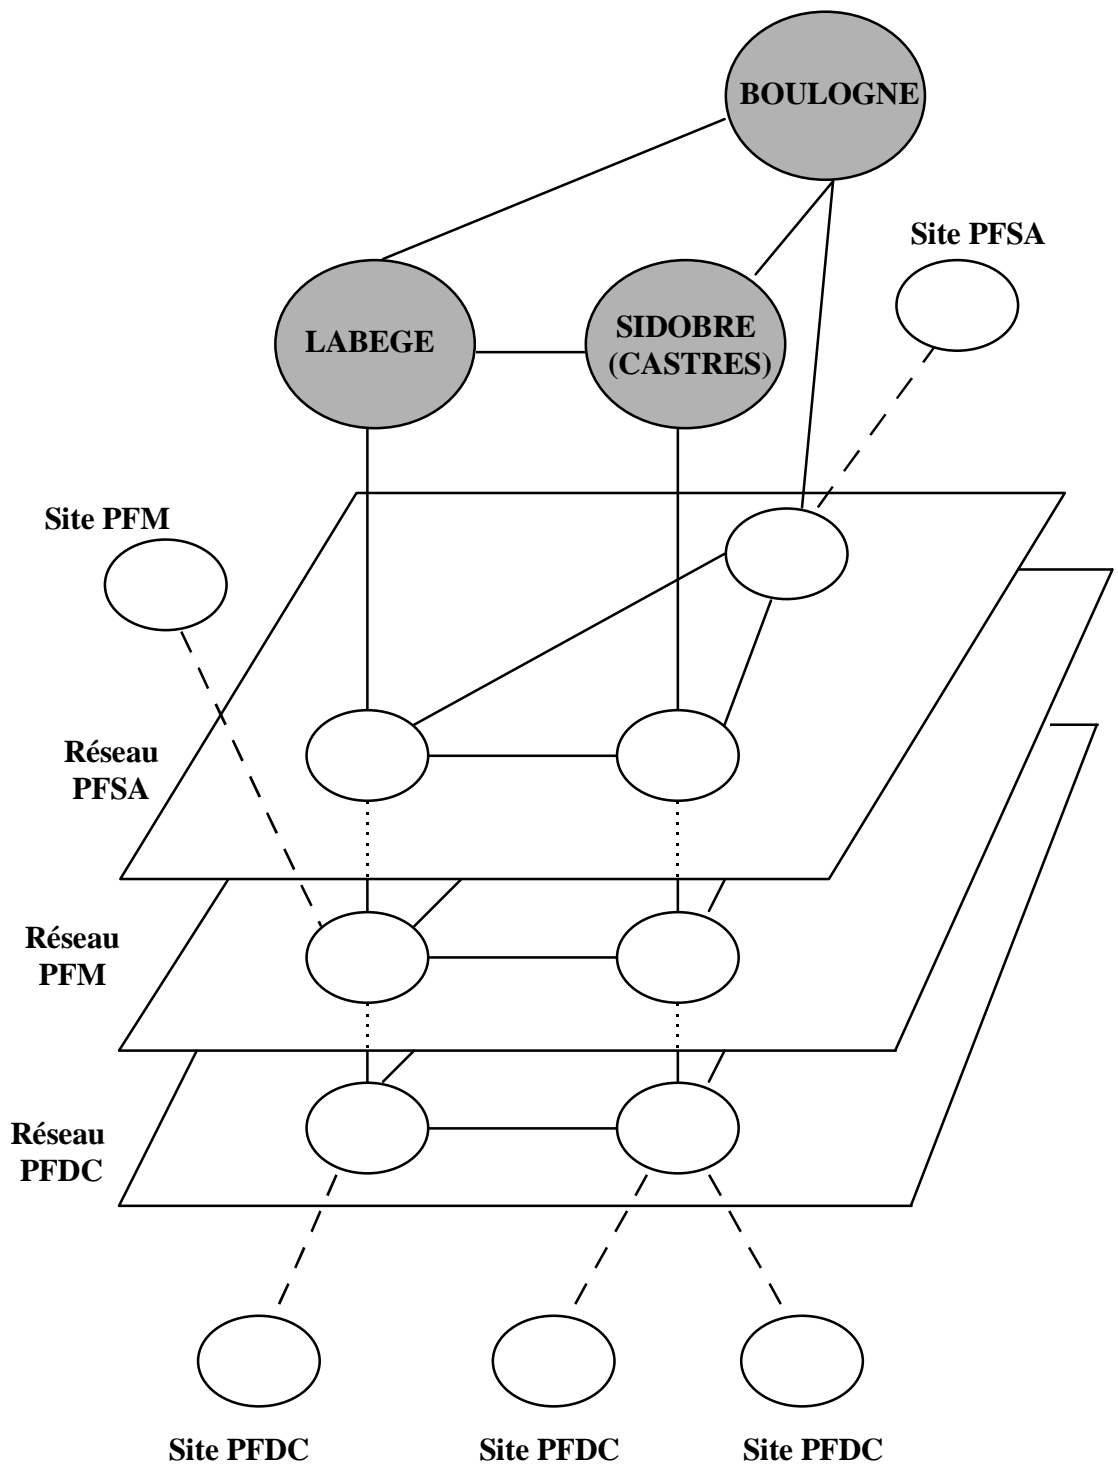 BOULOGNE
Site PFSA
LABEGE
SIDOBRE
(CASTRES)
Site PFM
Réseau
PFSA
Réseau
PFM
Réseau
PFDC
Site PFDC
Site PFDC
Site PFDC